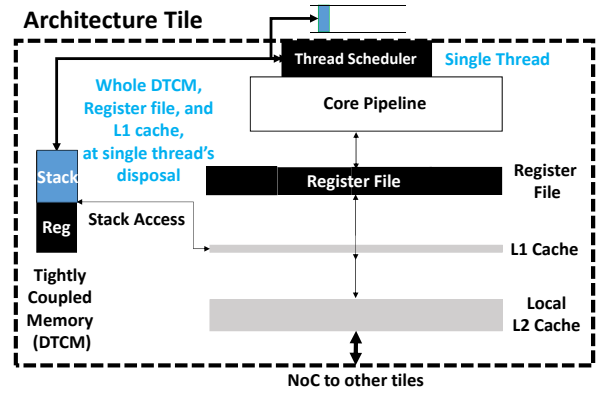 Architecture Tile
Thread Scheduler
Single Thread
Whole DTCM,
Register file, and
L1 cache,
at single thread's
disposal
Core Pipeline
Stack
Reg
Register File
Register
File
Stack Access
L1 Cache
Tightly
Coupled
Memory
(DTCM)
Local
L2 Cache
NoC to other tiles